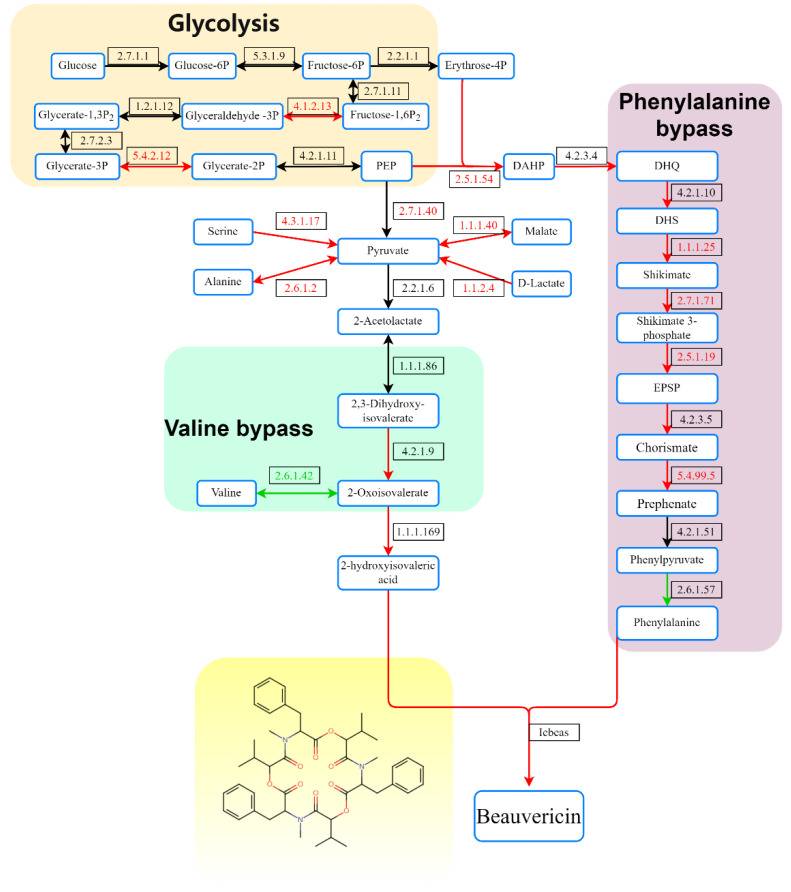 Glycolysis
2.7.1.1
5.3.1.9
2.2.1.1
Glucose
Glucose-6P
Fructose-6P
Erythrose-4P
2.7.1.11
1.2.1.12
4.1.2.13
Glycerate-1,3P2
Glyceraldehyde -3P
Fructose-1,6P2
2.7.2.3
5.4.2.12
4.2.1.11
Glycerate-3P
Glycerate-2P
PEP
2.5.1.54
DAHP
4.2.3.4
Phenylalanine
bypass
DHQ
4.2.1.10
DHS
1.1.1.25
Shikimate
2.7.1.71
Shikimate 3-
phosphate
2.5.1.19
EPSP
4.2.3.5
Chorismate
5.4.99.5
Prephenate
4.2.1.51
Phenylpyruvate
2.6.1.57
Phenylalanine
2.7.1.40
Serine
4.3.1.17
1.1.1.40
Malate
Pyruvate
Alanine
2.6.1.2
2.2.1.6
1.1.2.4
D-Lactate
2-Acetolactate
1.1.1.86
2,3-Dihydroxy-
isovalerate
Valine bypass
4.2.1.9
2.6.1.42
Valine
2-Oxoisovalerate
1.1.1.169
2-hydroxyisovaleric
acid
Icbeas
Beauvericin
O
N
O
O
O
N
O
O
O
O
N
O